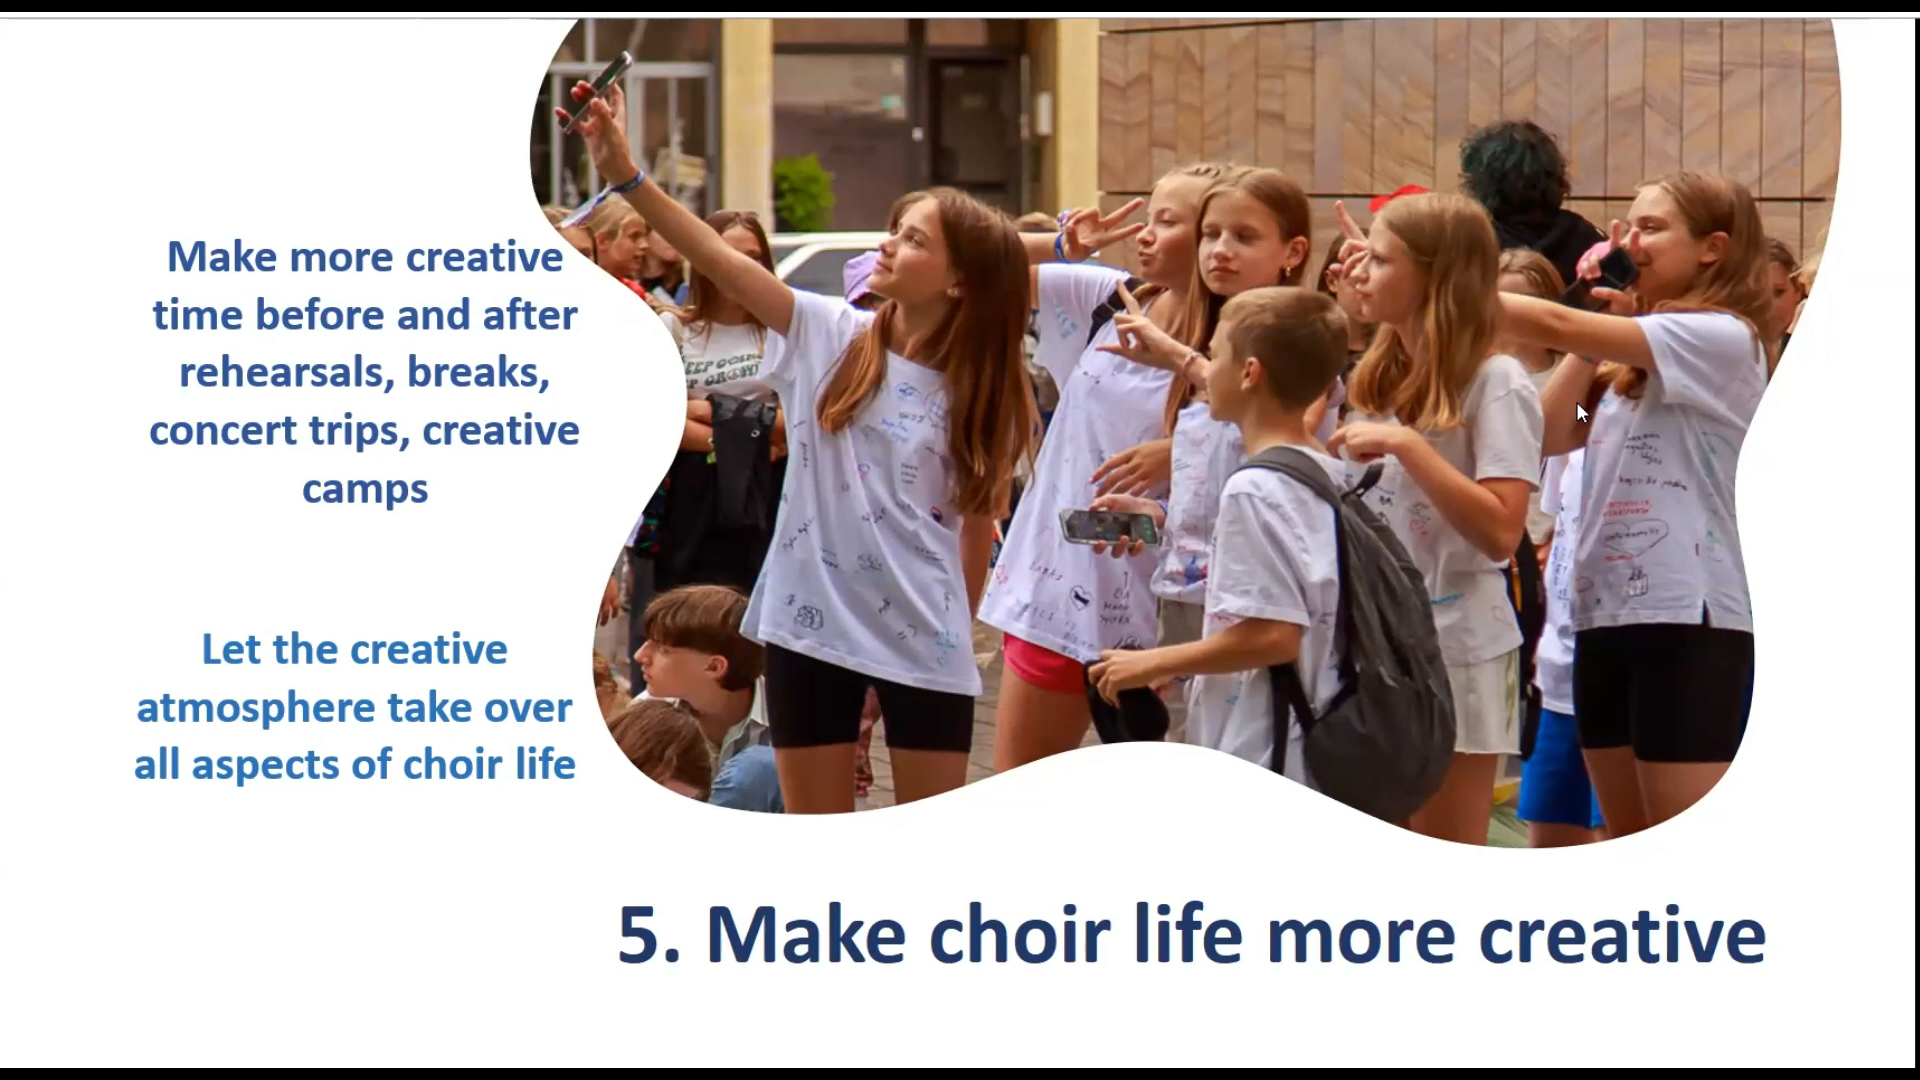 Make more creative
time before and after
rehearsals, breaks,
concert trips, creative
camps
Let the creative
atmosphere take over
all aspects of choir life
5. Make choir life more creative